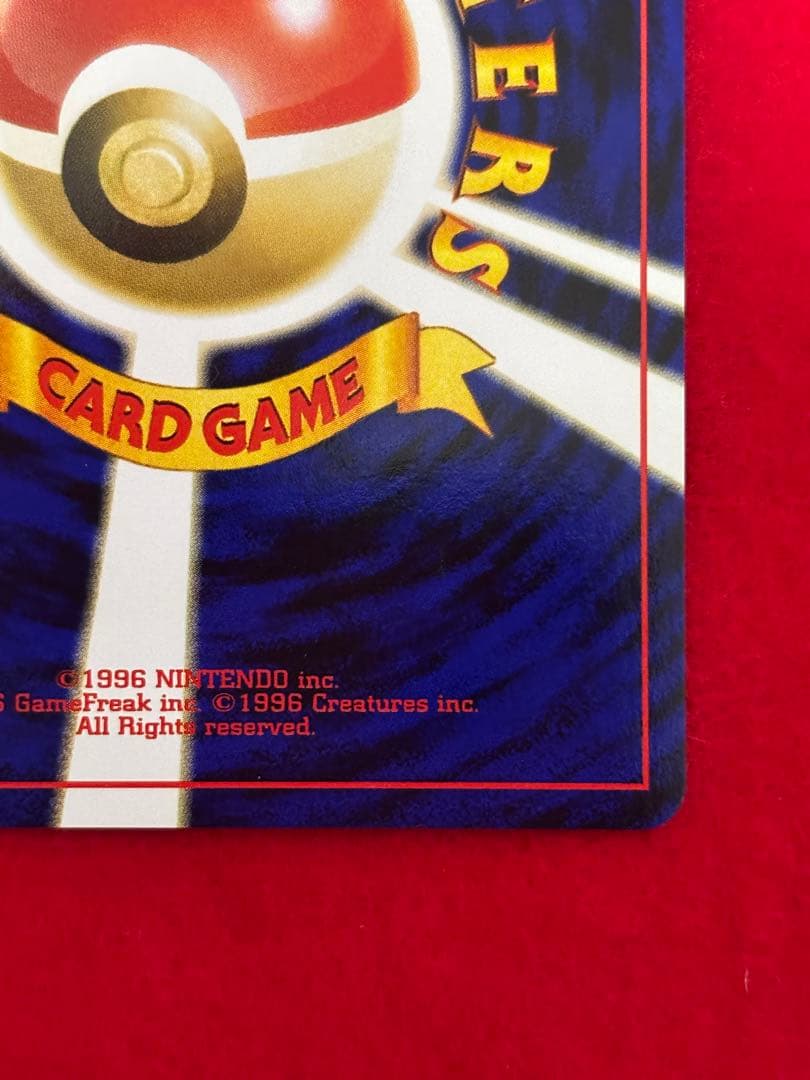 ERS
CARD GAME
©1996 NINTENDO inc.
GameFreak inc. ©1996 Creatures inc.
All Rights reserved.